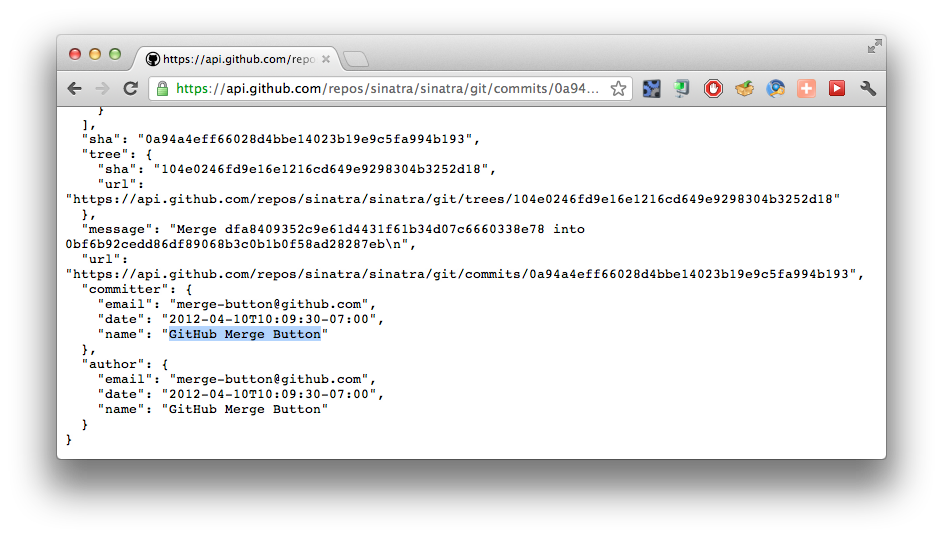 https://api.github.com/repo
https://api.github.com/repos/sinatra/sinatra/git/commits/0a94...
}
],
"sha": "0a94a4eff66028d4bbe14023b19e9c5fa994b193",
"tree": {
"sha": "104e0246fd9e16e1216cd649e9298304b3252d18",
"url":
"https://api.github.com/repos/sinatra/sinatra/git/trees/104e0246fd9e16e1216cd649e9298304b3252d18"
},
"message": "Merge dfa8409352c9e61d4431f61b34d07c6660338e78 into
0bf6b92cedd86df89068b3c0b1b0f58ad28287eb\n",
"url":
"https://api.github.com/repos/sinatra/sinatra/git/commits/0a94a4eff66028d4bbe14023b19e9c5fa994b193",
"committer": {
"email": "merge-button@github.com",
"date": "2012-04-10T10:09:30-07:00",
"name": "GitHub Merge Button"
},
"author": {
"email": "merge-button@github.com",
"date": "2012-04-10T10:09:30-07:00",
"name": "GitHub Merge Button"
}
}